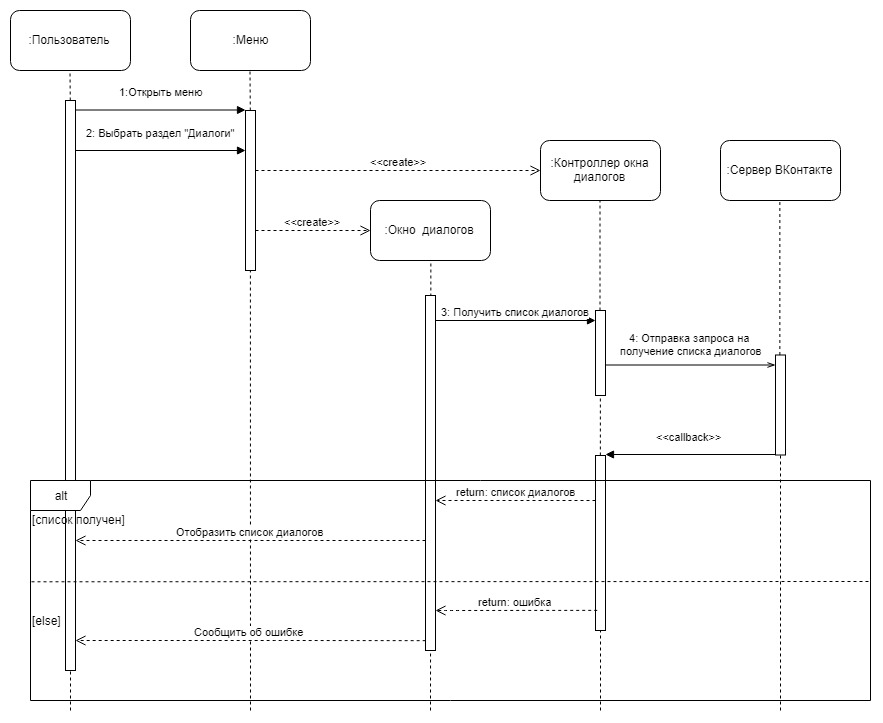 :Пользователь
:Меню
1:Открыть меню
2: Выбрать раздел "Диалоги"
<<create>>
:Контроллер окна
диалогов
:Сервер ВКонтакте
<<create>>
:Окно диалогов
3: Получить список диалогов
4: Отправка запроса на
получение списка диалогов
<<callback>>
alt
return: список диалогов
[список получен]
Отобразить список диалогов
return: ошибка
[else]
Сообщить об ошибке